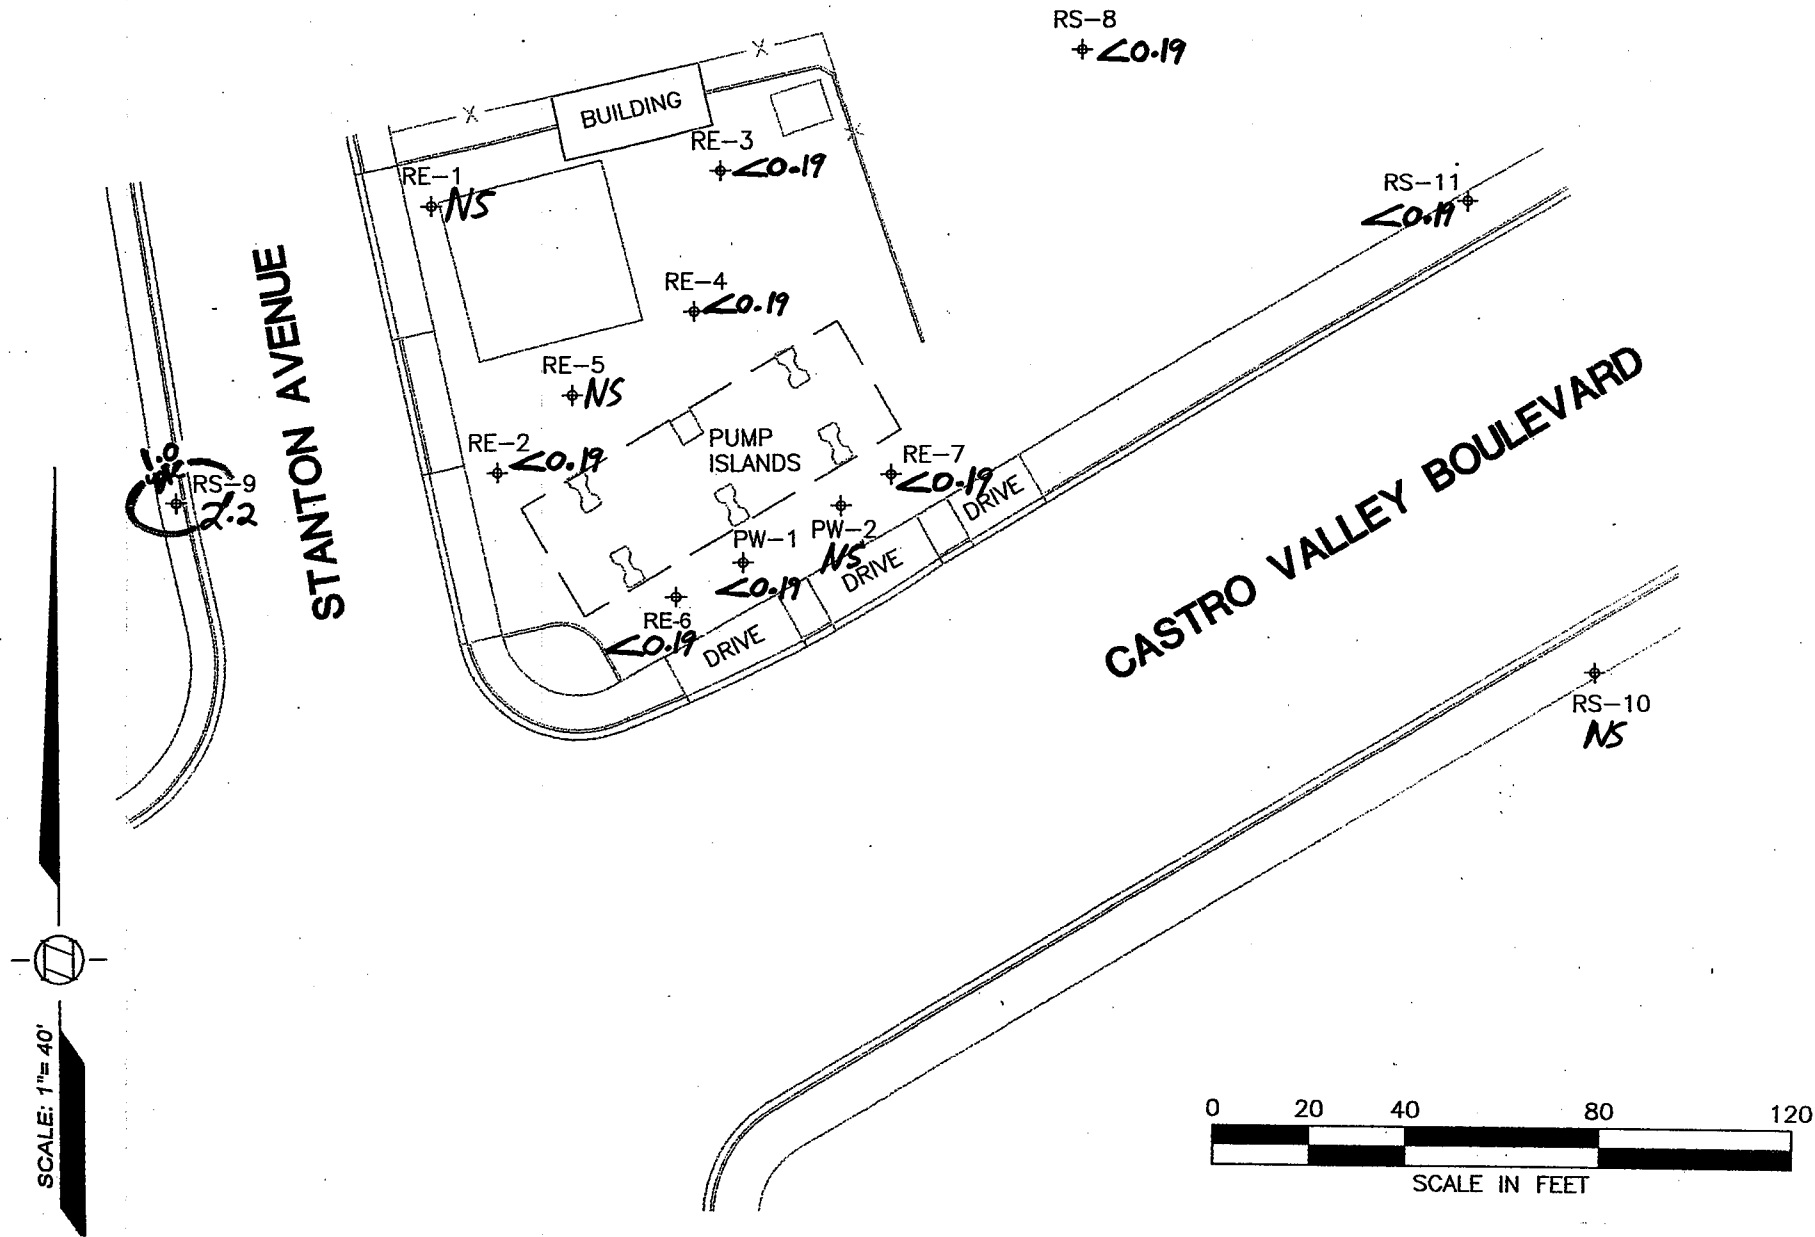 RS-8
<0.19
BUILDING
RE-3
<0.19
RE-1
NS
RS-11
<0.19
RE-4
<0.19
RE-5
NS
STANTON AVENUE
RE-2
<0.19
PUMP
ISLANDS
RE-7
<0.19
DRIVE
1.0
RS-9
2.2
PW-1
<0.19
PW-2
NS
DRIVE
RE-6
<0.19
DRIVE
CASTRO VALLEY BOULEVARD
RS-10
NS
SCALE: 1"= 40'
0 20 40 80 120
SCALE IN FEET